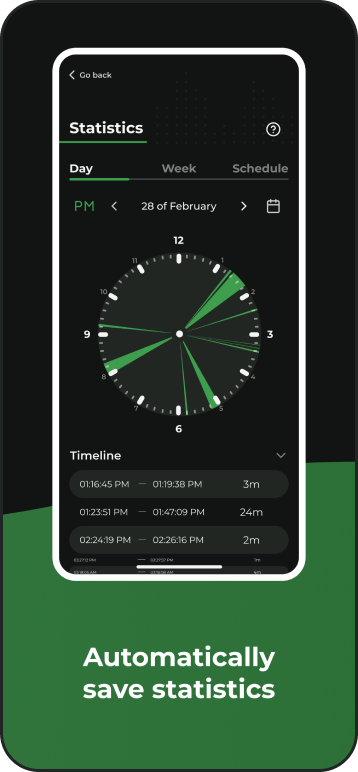 Go back
Statistics
Day Week Schedule
PM 28 of February
12
11 1
10 2
9 3
8 4
7 5
6
Timeline
01:16:45 PM — 01:19:38 PM 3m
01:23:51 PM — 01:47:09 PM 24m
02:24:19 PM — 02:26:16 PM 2m
Automatically
save statistics